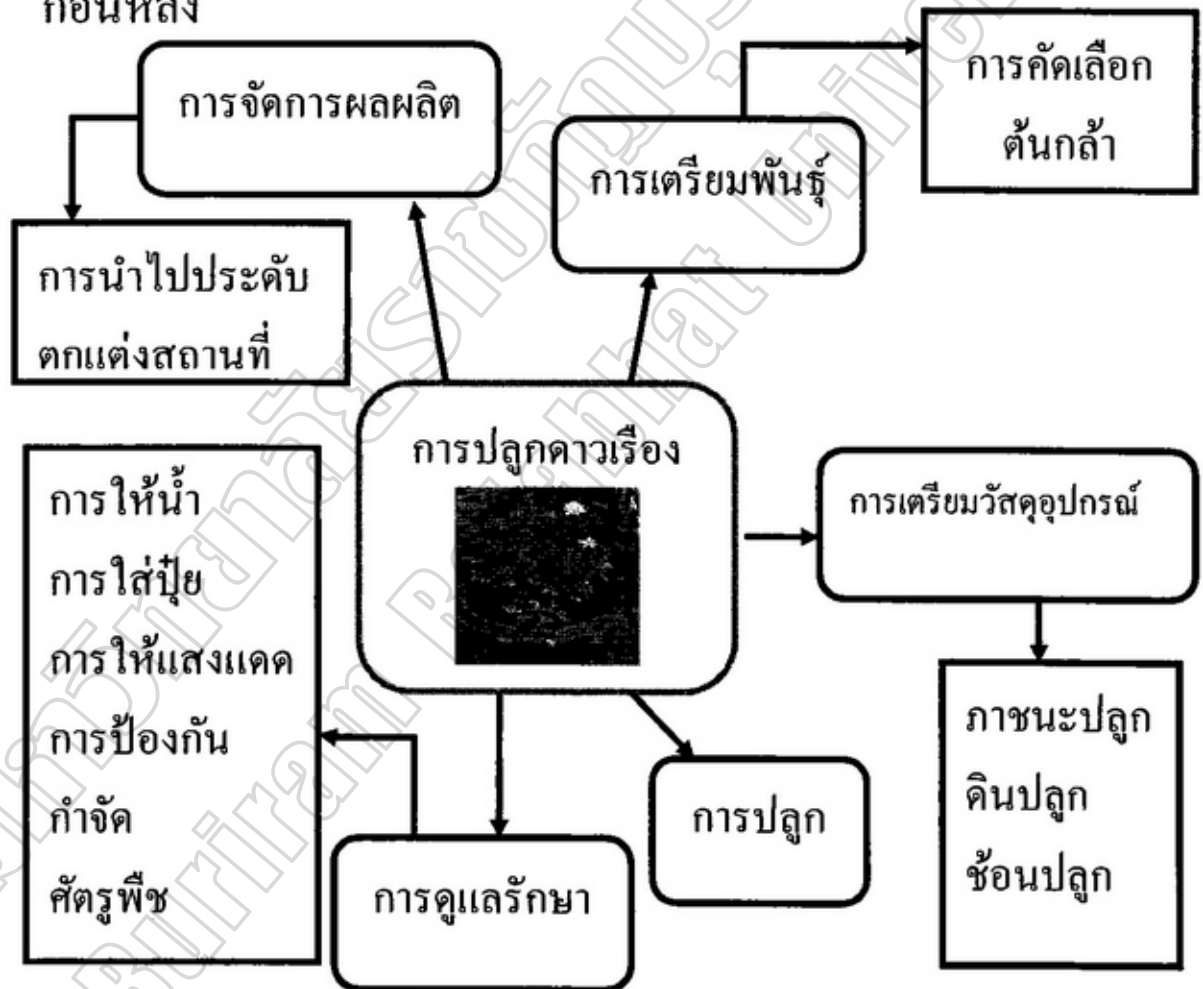 ก่อนหลัง
การจัดการผลผลิต
การเตรียมพันธุ์
การคัดเลือก
ต้นกล้า
การนำไปประดับ
ตกแต่งสถานที่
การปลูกดาวเรือง
การเตรียมวัสดุอุปกรณ์
การให้น้ำ
การใส่ปุ๋ย
การให้แสงแดด
การป้องกัน
กำจัด
ศัตรูพืช
ภาชนะปลูก
ดินปลูก
ช้อนปลูก
การปลูก
การดูแลรักษา
Buriram Rajabhat